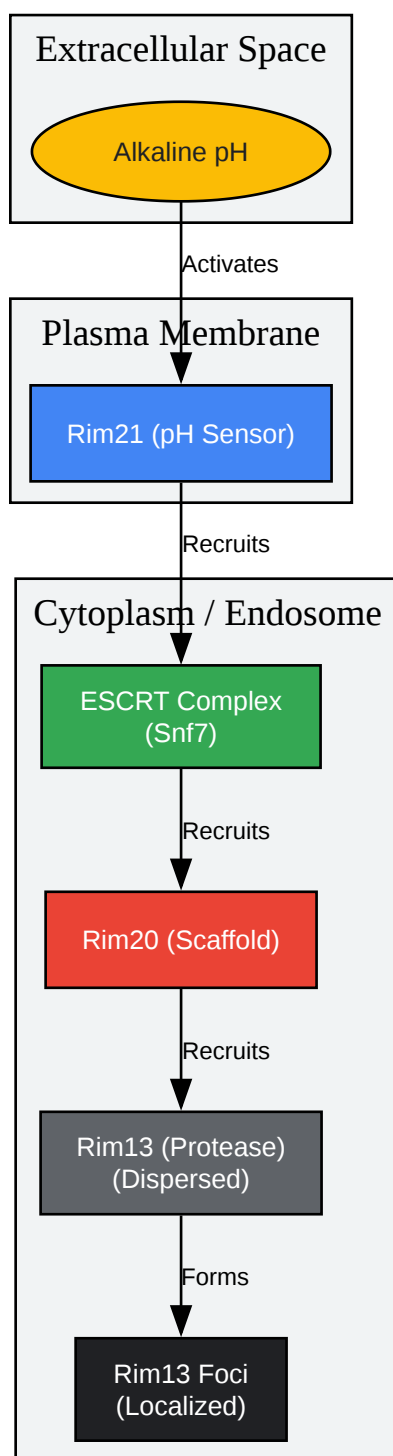 Extracellular Space
Alkaline pH
Activates
Plasma Membrane
Rim21 (pH Sensor)
Recruits
Cytoplasm / Endosome
ESCRT Complex
(Snf7)
Recruits
Rim20 (Scaffold)
Recruits
Rim13 (Protease)
(Dispersed)
Forms
Rim13 Foci
(Localized)